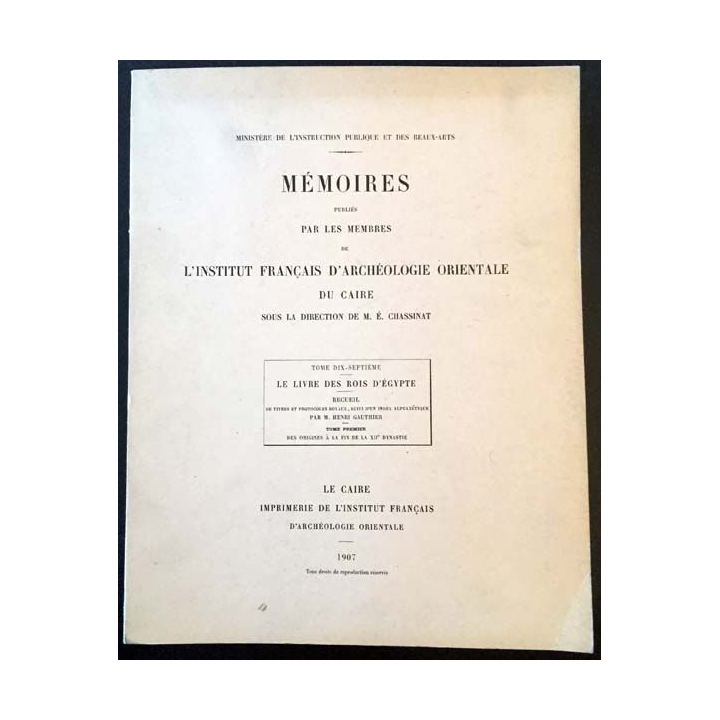 MINISTÈRE DE L'INSTRUCTION PUBLIQUE ET DES BEAUX-ARTS
MÉMOIRES
PUBLIÉS
PAR LES MEMBRES
DE
L'INSTITUT FRANÇAIS D'ARCHÉOLOGIE ORIENTALE
DU CAIRE
SOUS LA DIRECTION DE M. É. CHASSINAT
TOME DIX-SEPTIÈME
LE LIVRE DES ROIS D'ÉGYPTE
RECUEIL
DE TITRES ET PROTOCOLES ROYAUX, SUIVI D'UN INDEX ALPHABÉTIQUE
PAR M. HENRI GAUTHIER
TOME PREMIER
DES ORIGINES À LA FIN DE LA XIIᵉ DYNASTIE
LE CAIRE
IMPRIMERIE DE L'INSTITUT FRANÇAIS
D'ARCHÉOLOGIE ORIENTALE
1907
Tous droits de reproduction réservés